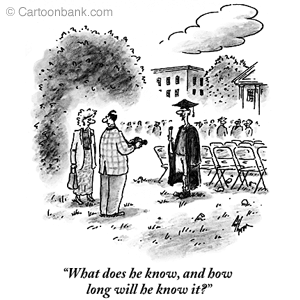 © Cartoonbank.com
“What does he know, and how
long will he know it?”